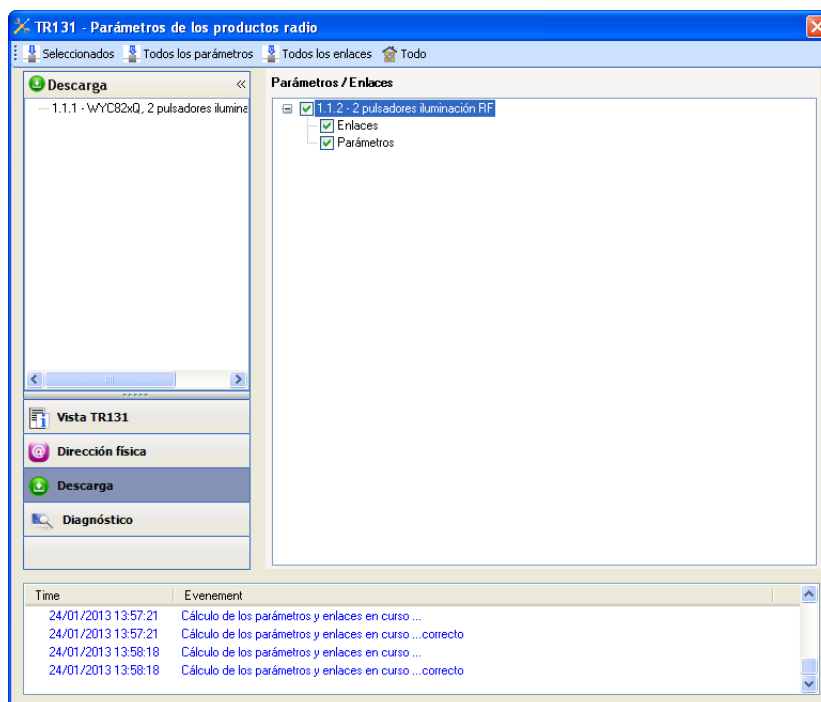 TR131 - Parámetros de los productos radio
Seleccionados Todos los parámetros Todos los enlaces Todo
Descarga «
1.1.1 - WYC82xQ, 2 pulsadores ilumina
Vista TR131
Dirección física
Descarga
Diagnóstico
Parámetros / Enlaces
1.1.2 - 2 pulsadores iluminación RF
Enlaces
Parámetros
Time Evenement
24/01/2013 13:57:21 Cálculo de los parámetros y enlaces en curso ...
24/01/2013 13:57:21 Cálculo de los parámetros y enlaces en curso ...correcto
24/01/2013 13:58:18 Cálculo de los parámetros y enlaces en curso ...
24/01/2013 13:58:18 Cálculo de los parámetros y enlaces en curso ...correcto